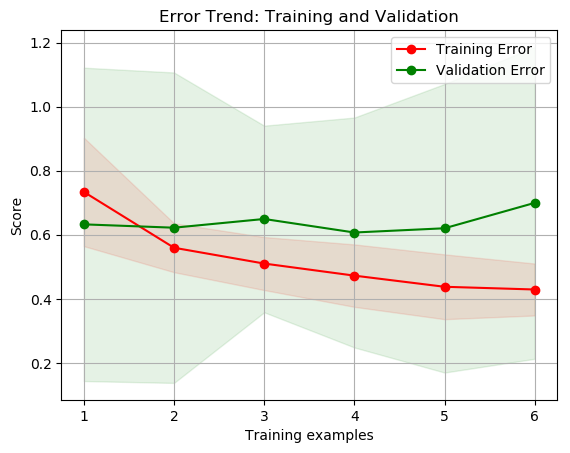 Error Trend: Training and Validation
Training Error
Validation Error
Score
1.2
1.0
0.8
0.6
0.4
0.2
1 2 3 4 5 6
Training examples